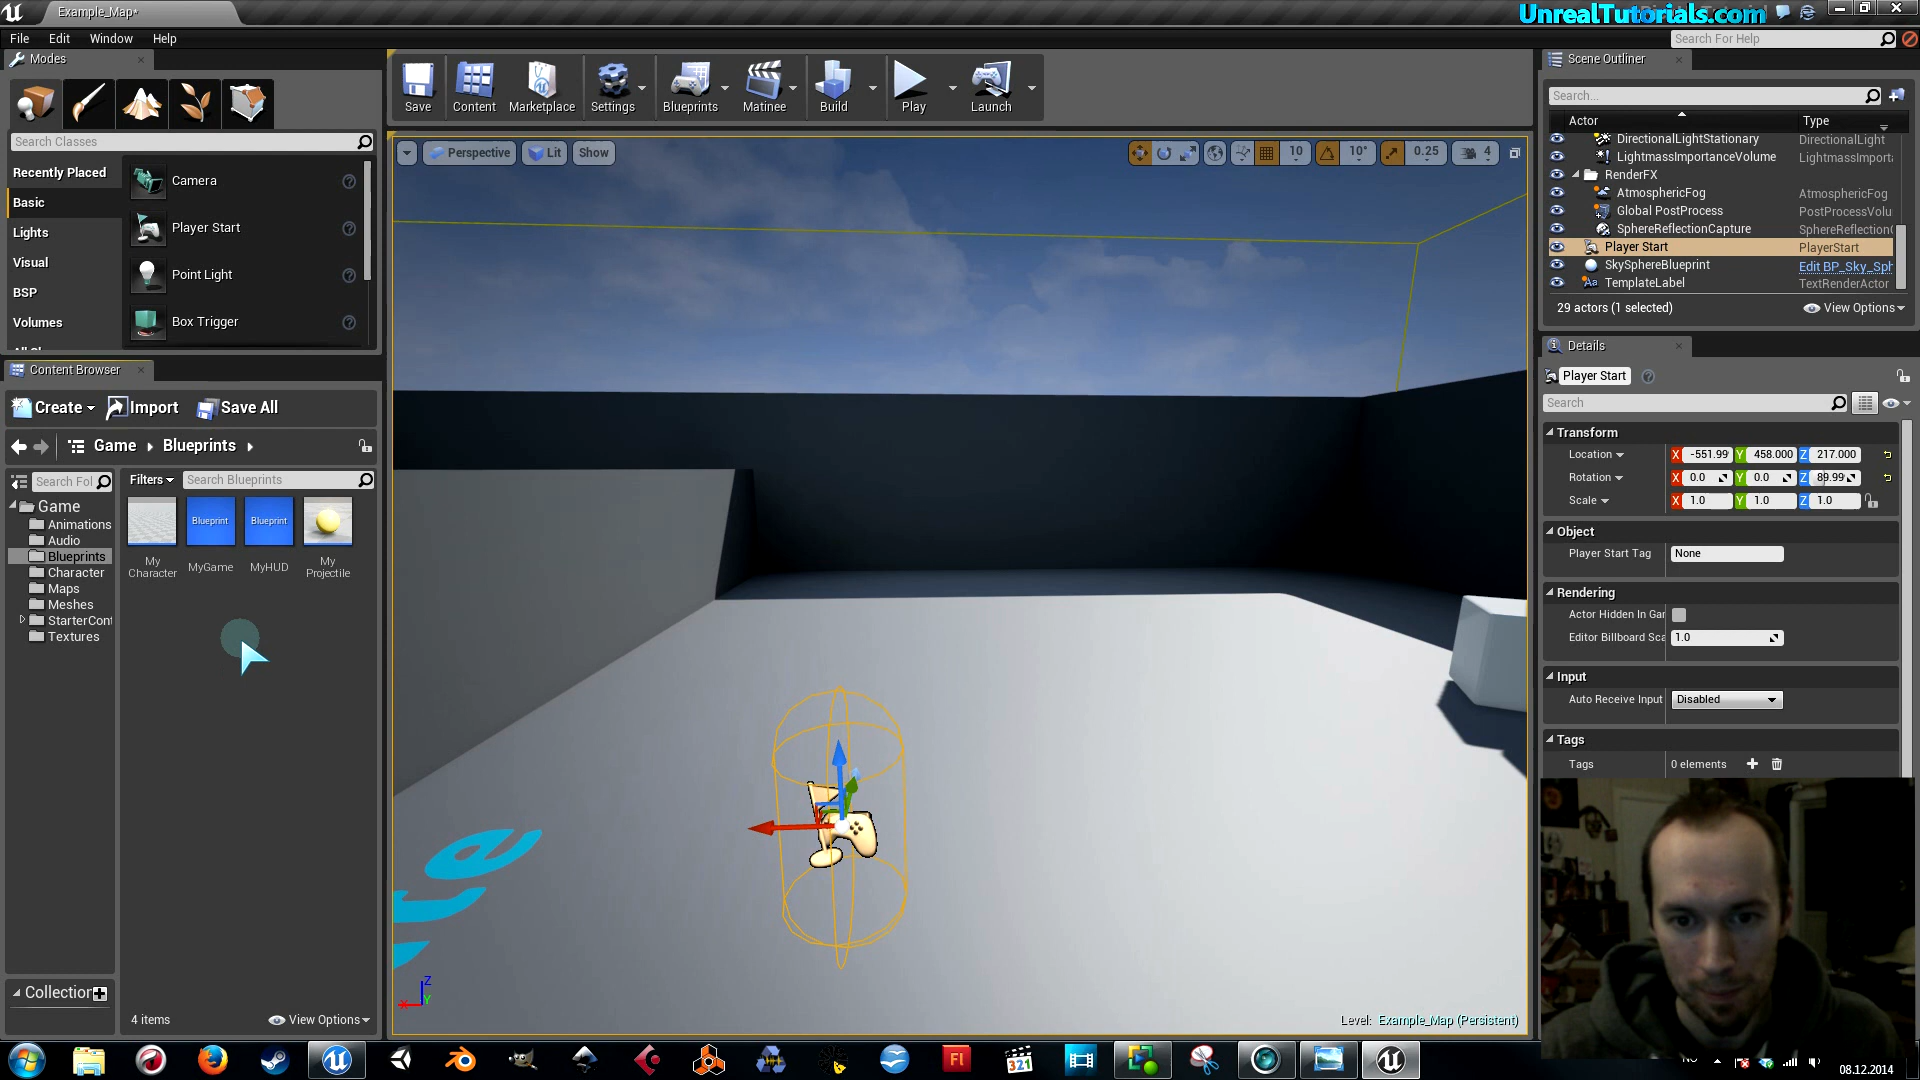 Example_Map*
UnrealTutorials.com
File Edit Window Help
Search For Help
Modes
Save Content Marketplace Settings Blueprints Matinee Build Play Launch
Search Classes
Recently Placed
Basic
Lights
Visual
BSP
Volumes
Camera
Player Start
Point Light
Box Trigger
Content Browser
Create Import Save All
Game Blueprints
Search Fol
Filters Search Blueprints
Game
Animations
Audio
Blueprints
Character
Maps
Meshes
StarterCont
Textures
Blueprint Blueprint
My Character
MyGame
MyHUD
My Projectile
Collection
4 items View Options
Perspective Lit Show
10 10° 0.25 4
Z
X Y
Level: Example_Map (Persistent)
Scene Outliner
Search...
Actor Type
DirectionalLightStationary DirectionalLight
LightmassImportanceVolume LightmassImporta
RenderFX
AtmosphericFog AtmosphericFog
Global PostProcess PostProcessVolu
SphereReflectionCapture SphereReflection
Player Start PlayerStart
SkySphereBlueprint Edit BP_Sky_Sph
TemplateLabel TextRenderActor
29 actors (1 selected) View Options
Details
Player Start
Search
Transform
Location X -551.99 Y 458.000 Z 217.000
Rotation X 0.0 Y 0.0 Z 89.99
Scale X 1.0 Y 1.0 Z 1.0
Object
Player Start Tag None
Rendering
Actor Hidden In Gar
Editor Billboard Sca 1.0
Input
Auto Receive Input Disabled
Tags
Tags 0 elements
Fl
321
08.12.2014